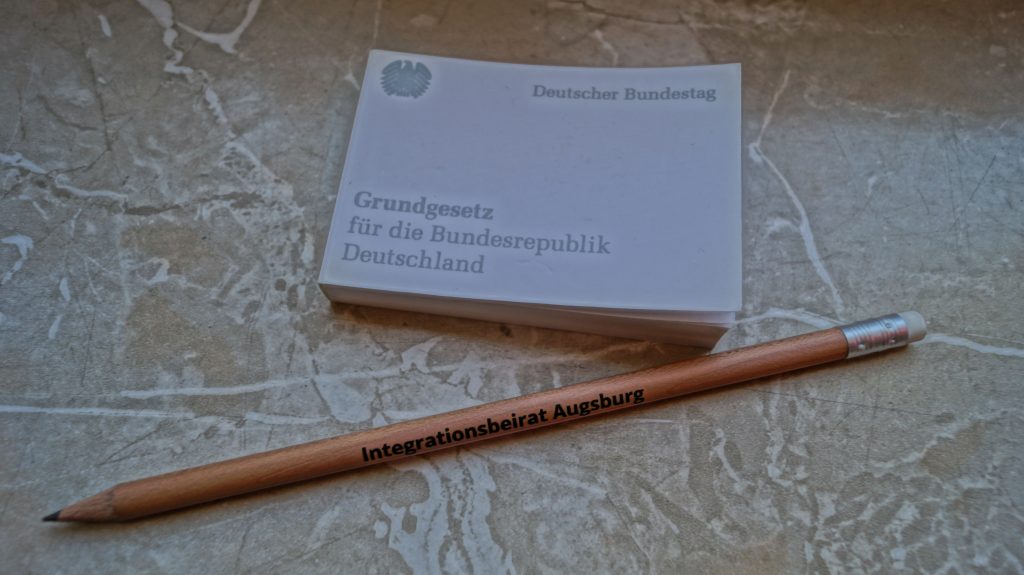 Deutscher Bundestag
Grundgesetz
für die Bundesrepublik
Deutschland
Integrationsbeirat Augsburg